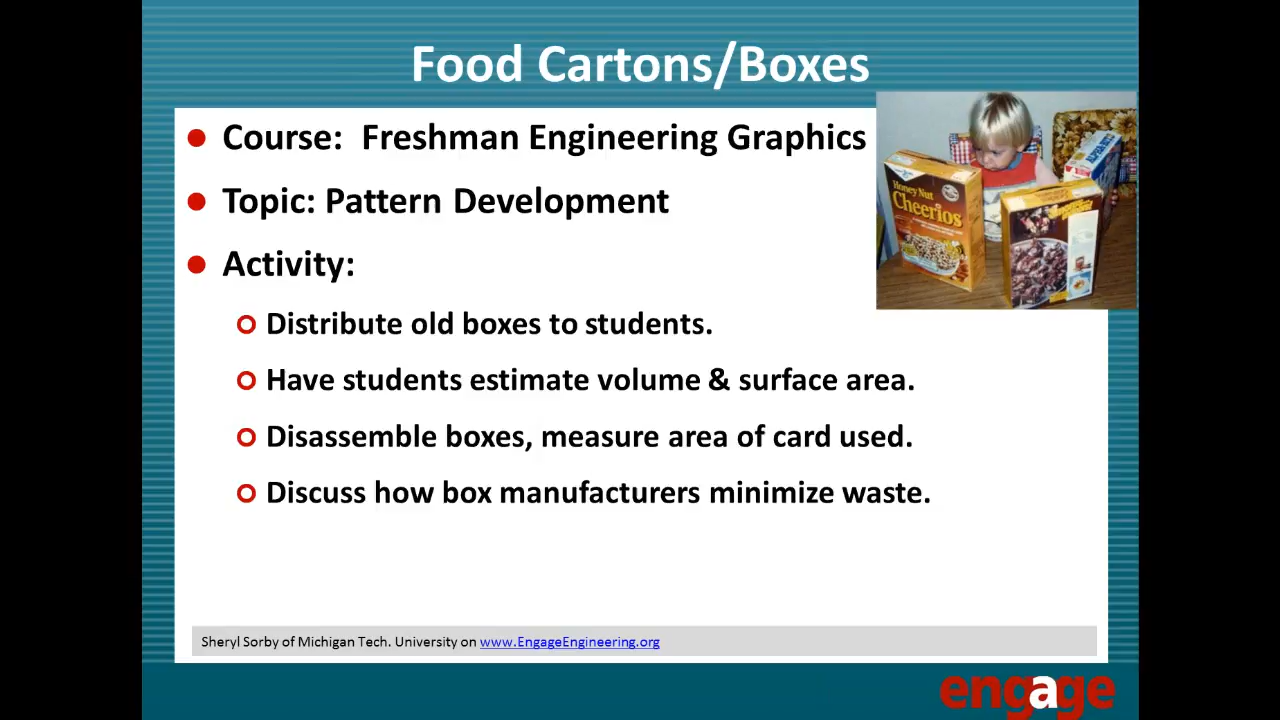 Food Cartons/Boxes
Course: Freshman Engineering Graphics
Topic: Pattern Development
Activity:
Distribute old boxes to students.
Have students estimate volume & surface area.
Disassemble boxes, measure area of card used.
Discuss how box manufacturers minimize waste.
Honey Nut
Cheerios
Sheryl Sorby of Michigan Tech. University on www.EngageEngineering.org
engage